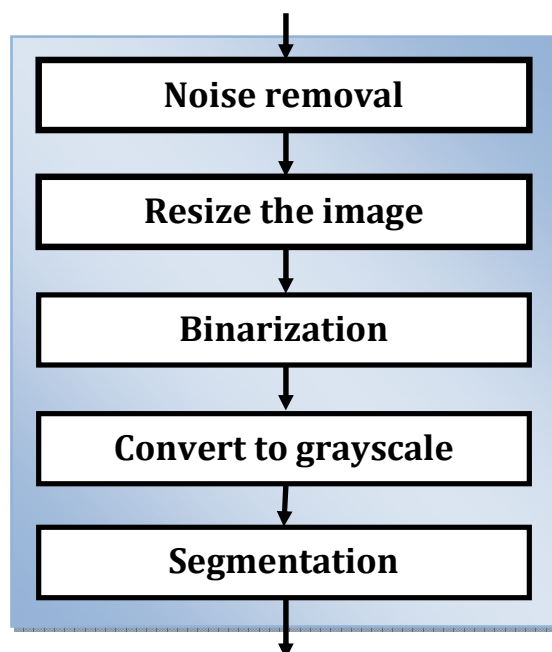 Noise removal
Resize the image
Binarization
Convert to grayscale
Segmentation